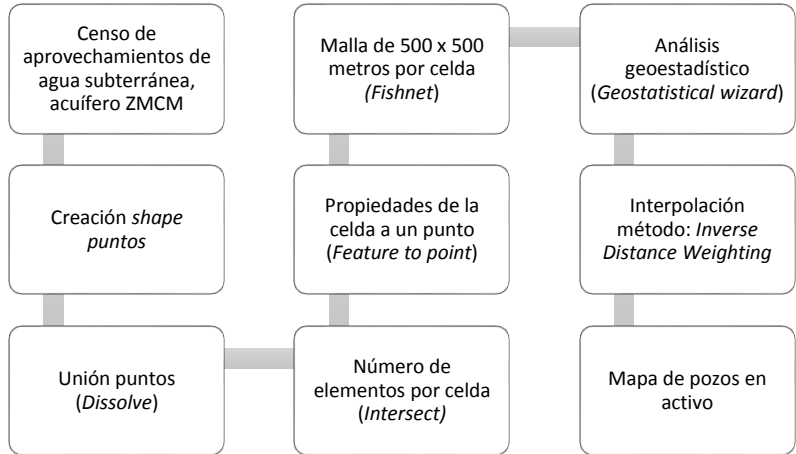 Censo de
aprovechamientos de
agua subterránea,
acuífero ZMCM
Creación shape
puntos
Unión puntos
(Dissolve)
Número de
elementos por celda
(Intersect)
Propiedades de la
celda a un punto
(Feature to point)
Malla de 500 x 500
metros por celda
(Fishnet)
Análisis
geoestadístico
(Geostatistical wizard)
Interpolación
método: Inverse
Distance Weighting
Mapa de pozos en
activo